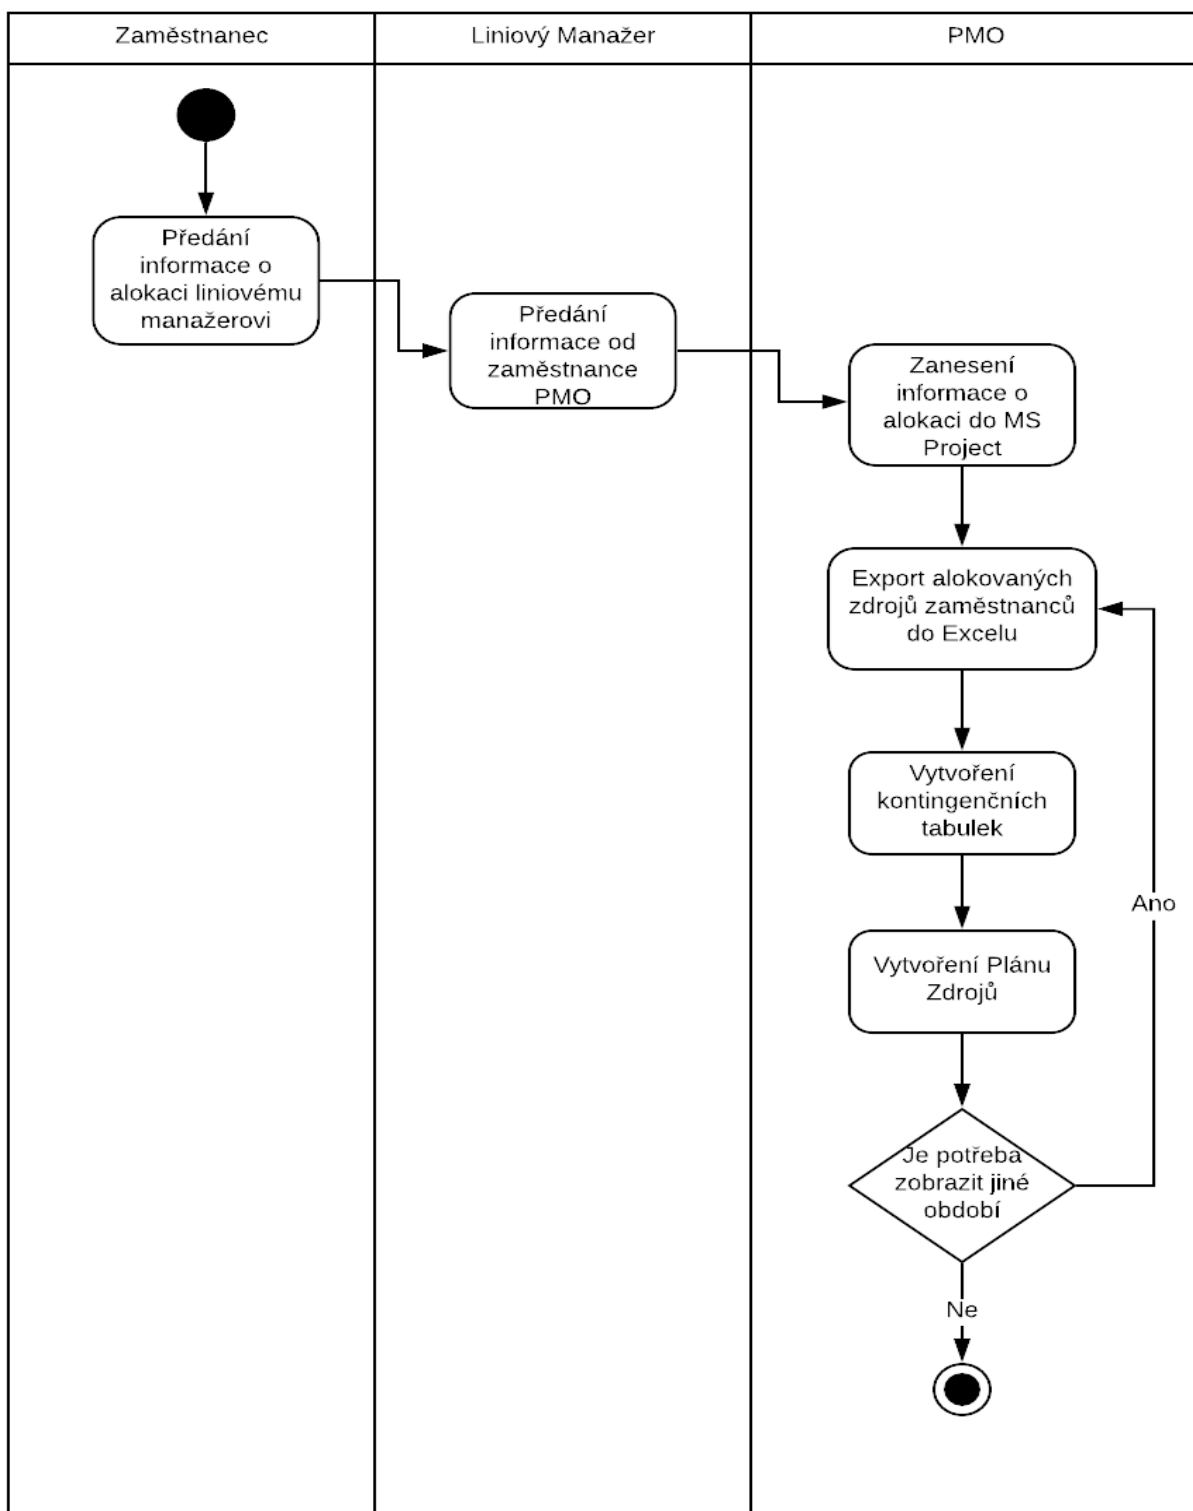 Zaměstnanec
Liniový Manažer
PMO
Předání
informace o
alokaci liniovému
manažerovi
Předání
informace od
zaměstnance
PMO
Zanesení
informace o
alokaci do MS
Project
Export alokovaných
zdrojů zaměstnanců
do Excelu
Vytvoření
kontingenčních
tabulek
Ano
Vytvoření Plánu
Zdrojů
Je potřeba
zobrazit jiné
období
Ne